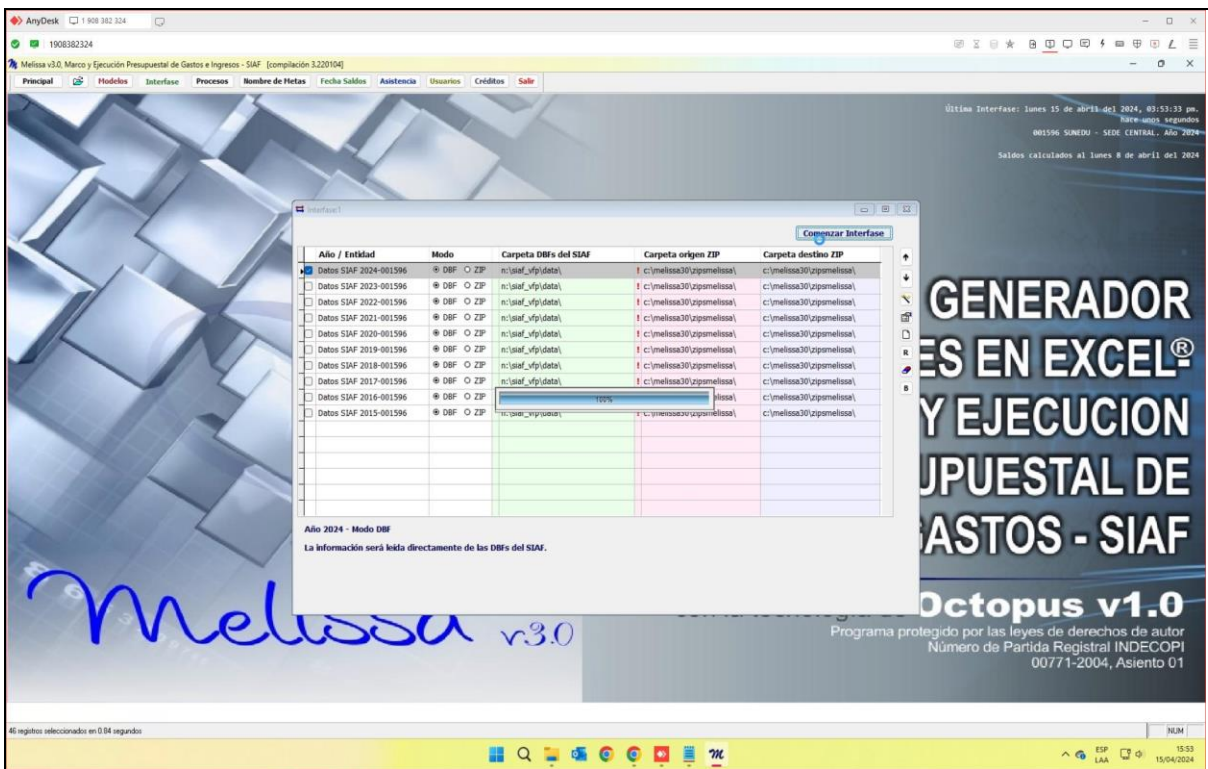 AnyDesk 1 908 382 324
1908382324
Melissa v3.0, Marco y Ejecución Presupuestal de Gastos e Ingresos - SIAF [compilación 3.220104]
Principal Modelos Interfase Procesos Nombre de Metas Fecha Saldos Asistencia Usuarios Créditos Salir
Última Interfase: lunes 15 de abril del 2024, 03:53:33 pm.
hace unos segundos
001596 SUNEDU - SEDE CENTRAL. Año 2024
Saldos calculados al lunes 8 de abril del 2024
Interfase:1
Comenzar Interfase
Año / Entidad Modo Carpeta DBFs del SIAF Carpeta origen ZIP Carpeta destino ZIP
Datos SIAF 2024-001596 DBF ZIP n:\siaf_vfp\data\ ! c:\melissa30\zipsmelissa\ c:\melissa30\zipsmelissa\
Datos SIAF 2023-001596 DBF ZIP n:\siaf_vfp\data\ ! c:\melissa30\zipsmelissa\ c:\melissa30\zipsmelissa\
Datos SIAF 2022-001596 DBF ZIP n:\siaf_vfp\data\ ! c:\melissa30\zipsmelissa\ c:\melissa30\zipsmelissa\
Datos SIAF 2021-001596 DBF ZIP n:\siaf_vfp\data\ ! c:\melissa30\zipsmelissa\ c:\melissa30\zipsmelissa\
Datos SIAF 2020-001596 DBF ZIP n:\siaf_vfp\data\ ! c:\melissa30\zipsmelissa\ c:\melissa30\zipsmelissa\
Datos SIAF 2019-001596 DBF ZIP n:\siaf_vfp\data\ ! c:\melissa30\zipsmelissa\ c:\melissa30\zipsmelissa\
Datos SIAF 2018-001596 DBF ZIP n:\siaf_vfp\data\ ! c:\melissa30\zipsmelissa\ c:\melissa30\zipsmelissa\
Datos SIAF 2017-001596 DBF ZIP n:\siaf_vfp\data\ ! c:\melissa30\zipsmelissa\ c:\melissa30\zipsmelissa\
Datos SIAF 2016-001596 DBF ZIP 100% elissa\ c:\melissa30\zipsmelissa\
Datos SIAF 2015-001596 DBF ZIP n:\siaf_vfp\data\ ! c:\melissa30\zipsmelissa\ c:\melissa30\zipsmelissa\
R
B
Año 2024 - Modo DBF
La información será leída directamente de las DBFs del SIAF.
GENERADOR
ES EN EXCEL®
Y EJECUCION
UPUESTAL DE
GASTOS - SIAF
Melissa v3.0
Octopus v1.0
Programa protegido por las leyes de derechos de autor
Número de Partida Registral INDECOPI
00771-2004, Asiento 01
46 registros seleccionados en 0.84 segundos NUM
ESP
LAA
15:53
15/04/2024